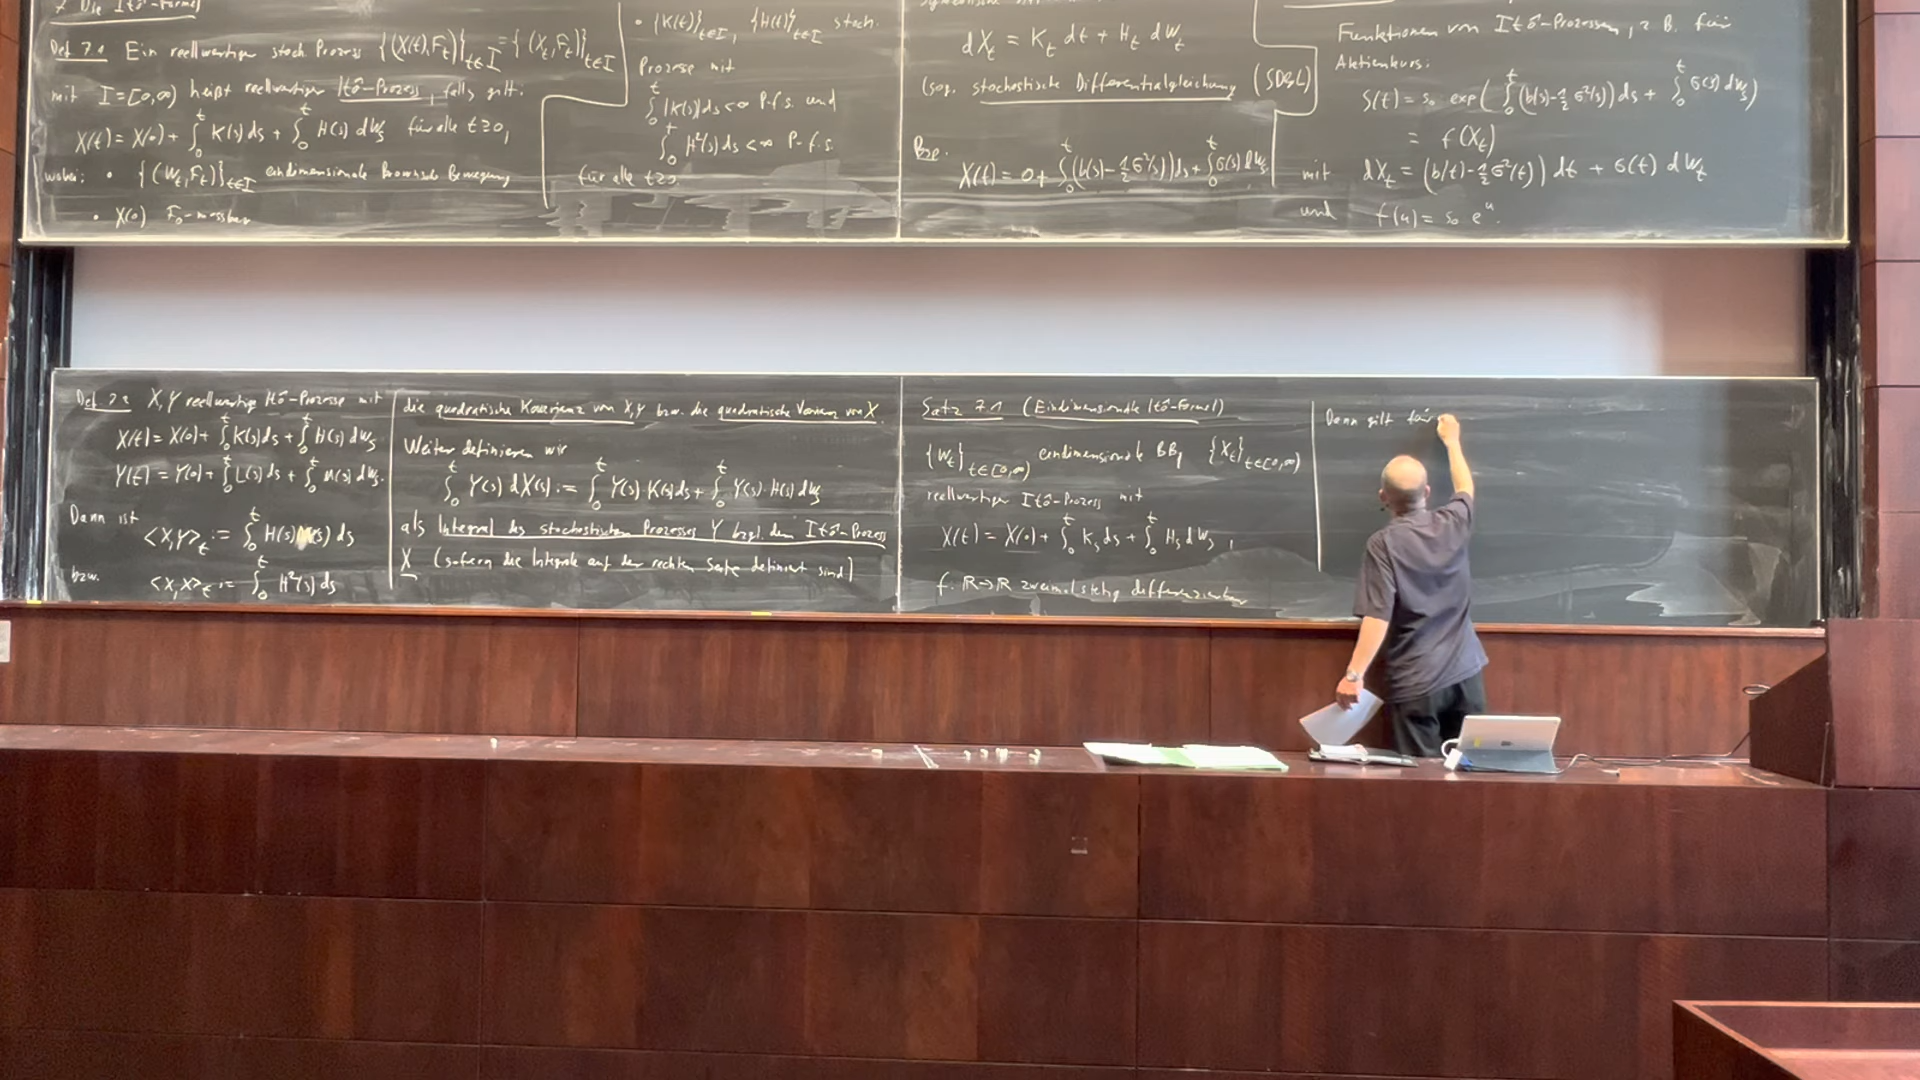 7 Die Itô-Formel
Def 7.1 Ein reellwertiger stoch. Prozess {(X(t),F_t)}_{t∈I} = {(X_t,F_t)}_{t∈I}
mit I=[0,∞) heißt reellwertiger Itô-Prozess, falls gilt:
X(t) = X(0) + ∫_0^t K(s) ds + ∫_0^t H(s) dW_s für alle t≥0,
wobei: • {(W_t,F_t)}_{t∈I} eindimensionale Brownsche Bewegung
• X(0) F_0-messbar
• {K(t)}_{t∈I}, {H(t)}_{t∈I} stoch.
Prozesse mit
∫_0^t |K(s)| ds < ∞ P-f.s. und
∫_0^t H²(s) ds < ∞ P-f.s.
für alle t≥0.
dX_t = K_t dt + H_t dW_t
(sog. stochastische Differentialgleichung (SDGL)
Bsp.
X(t) = 0 + ∫_0^t (b(s) - 1/2 σ²(s)) ds + ∫_0^t σ(s) dW_s
Funktionen von Itô-Prozessen, z.B. für
Aktienkurs:
S(t) = s_0 exp( ∫_0^t (b(s) - 1/2 σ²(s)) ds + ∫_0^t σ(s) dW_s )
= f(X_t)
mit dX_t = (b(t) - 1/2 σ²(t)) dt + σ(t) dW_t
und f(u) = s_0 e^u.
Def 7.2 X,Y reellwertige Itô-Prozesse mit
X(t) = X(0) + ∫_0^t K(s) ds + ∫_0^t H(s) dW_s
Y(t) = Y(0) + ∫_0^t L(s) ds + ∫_0^t M(s) dW_s.
Dann ist
<X,Y>_t := ∫_0^t H(s) M(s) ds
bzw. <X,X>_t := ∫_0^t H²(s) ds
die quadratische Kovarianz von X,Y bzw. die quadratische Varianz von X.
Weiter definieren wir
∫_0^t Y(s) dX(s) := ∫_0^t Y(s)·K(s) ds + ∫_0^t Y(s)·H(s) dW_s
als Integral des stochastischen Prozesses Y bzgl. dem Itô-Prozess
X (sofern die Integrale auf der rechten Seite definiert sind)
Satz 7.1 (Eindimensionale Itô-Formel)
{W_t}_{t∈[0,∞)} eindimensionale BB, {X_t}_{t∈[0,∞)}
reellwertiger Itô-Prozess mit
X(t) = X(0) + ∫_0^t K_s ds + ∫_0^t H_s dW_s,
f: ℝ→ℝ zweimal stetig differenzierbar
Dann gilt für